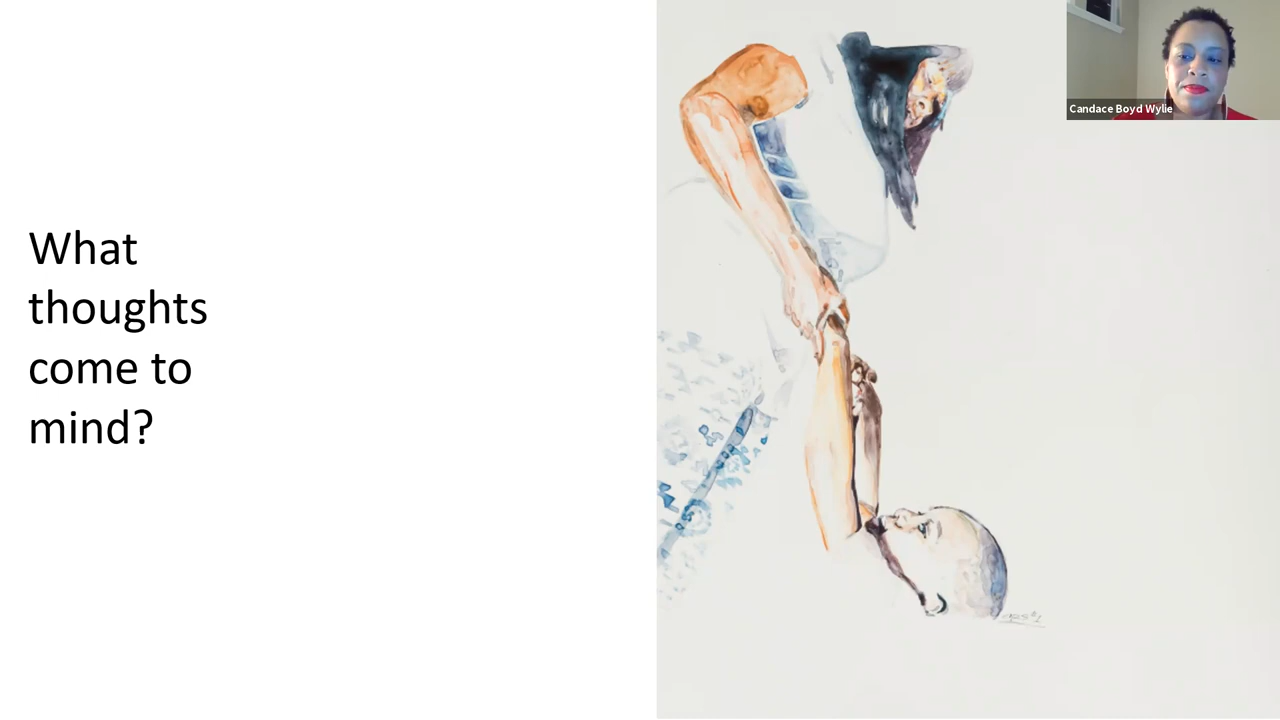 What
thoughts
come to
mind?
Candace Boyd Wylie